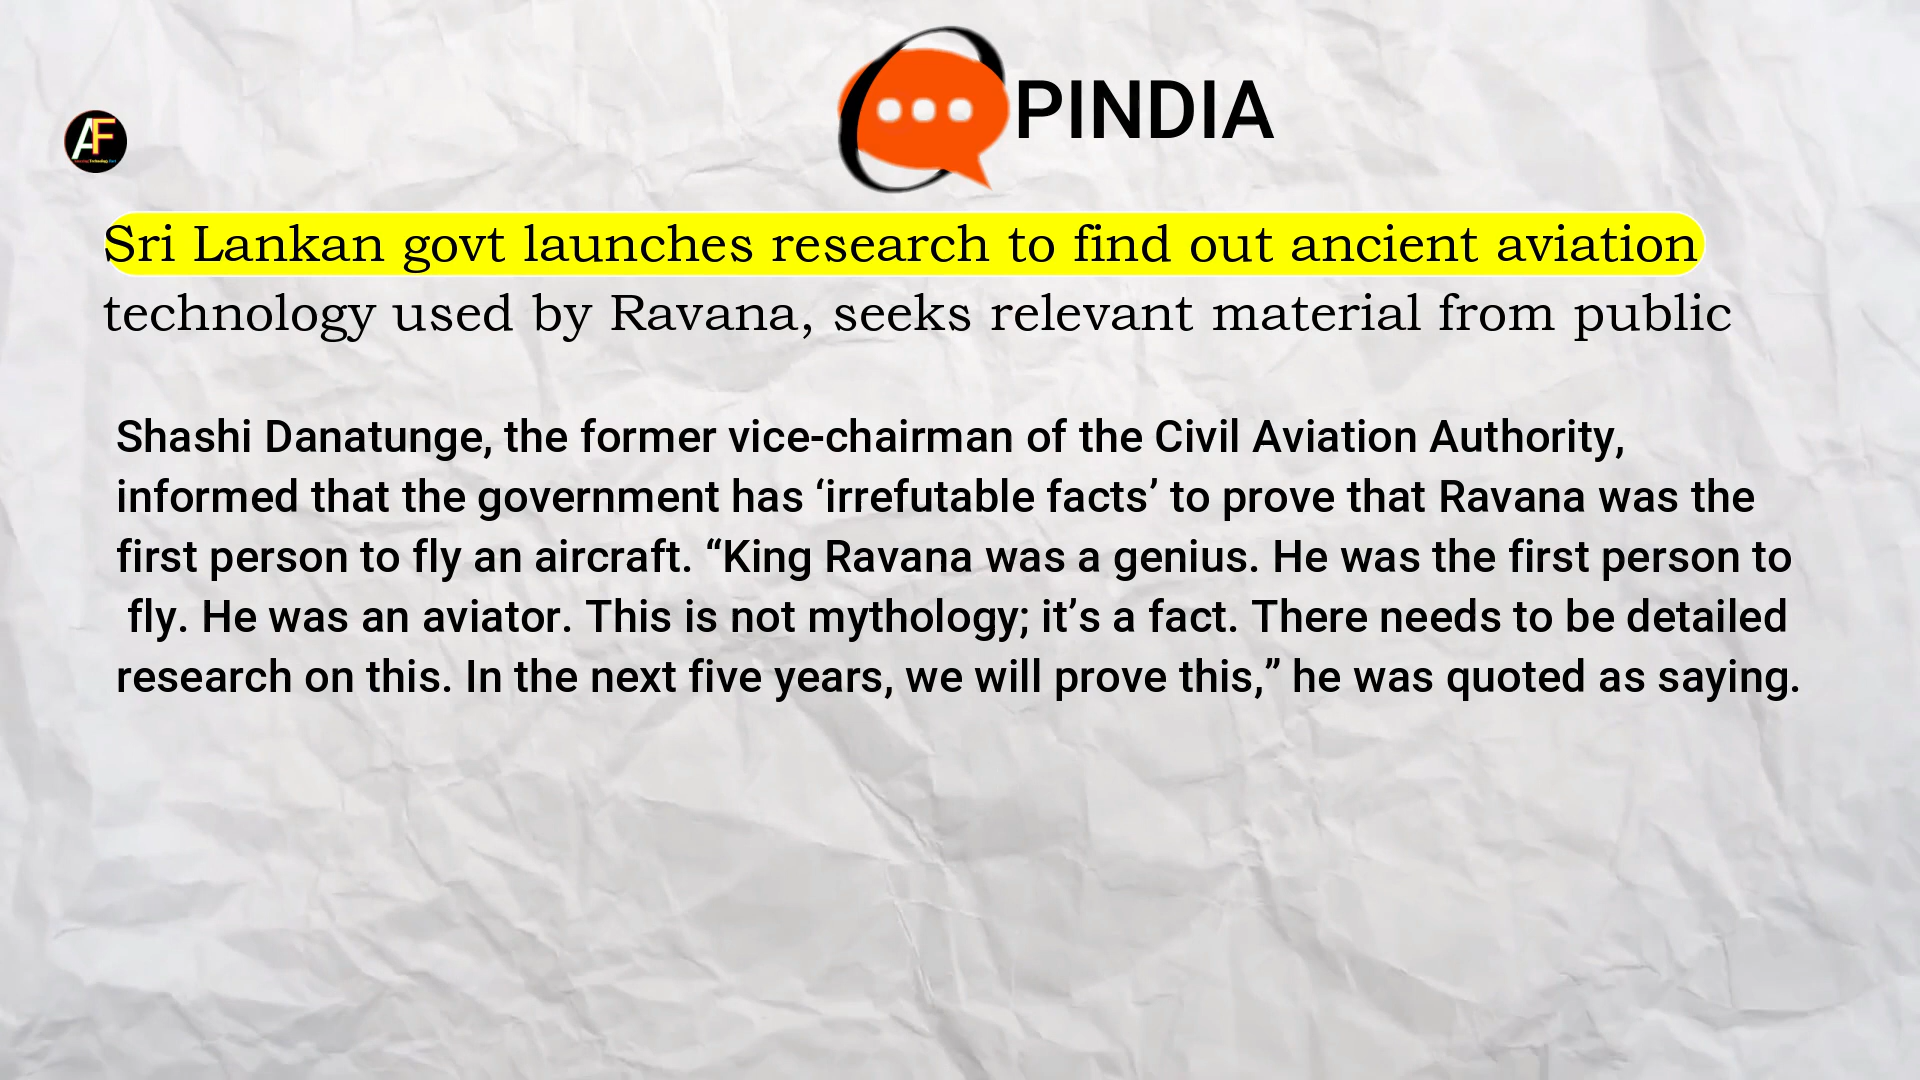 PINDIA
AF
Sri Lankan govt launches research to find out ancient aviation
technology used by Ravana, seeks relevant material from public
Shashi Danatunge, the former vice-chairman of the Civil Aviation Authority,
informed that the government has ‘irrefutable facts’ to prove that Ravana was the
first person to fly an aircraft. “King Ravana was a genius. He was the first person to
fly. He was an aviator. This is not mythology; it’s a fact. There needs to be detailed
research on this. In the next five years, we will prove this,” he was quoted as saying.